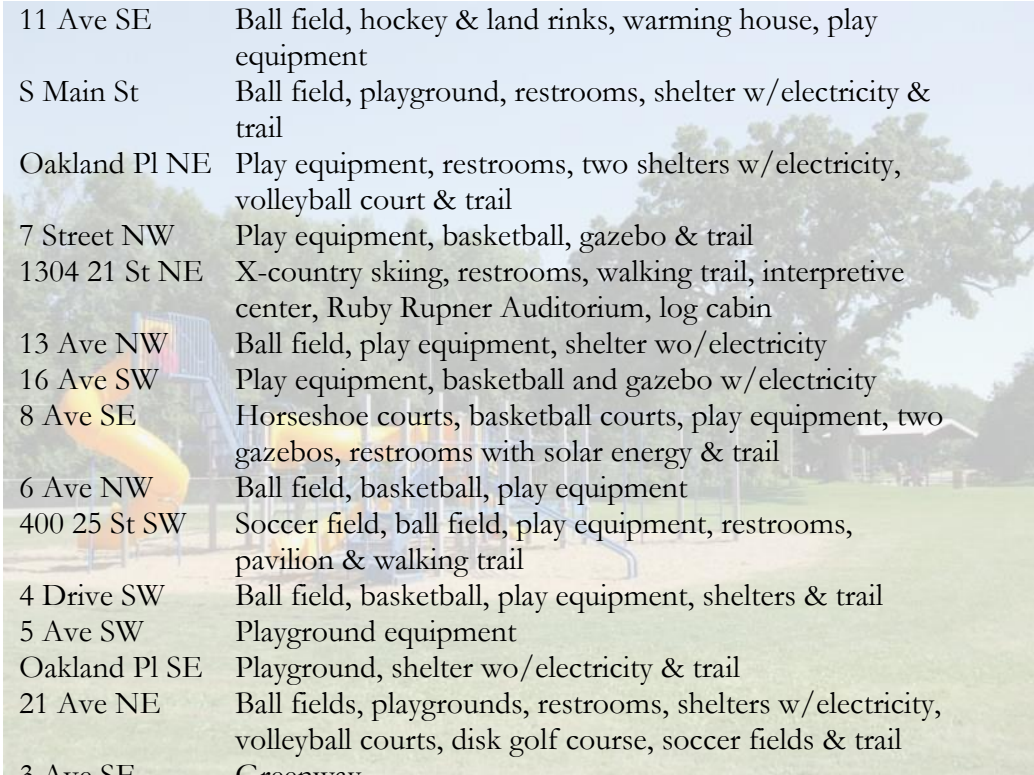 11 Ave SE Ball field, hockey & land rinks, warming house, play
equipment
S Main St Ball field, playground, restrooms, shelter w/electricity &
trail
Oakland Pl NE Play equipment, restrooms, two shelters w/electricity,
volleyball court & trail
7 Street NW Play equipment, basketball, gazebo & trail
1304 21 St NE X-country skiing, restrooms, walking trail, interpretive
center, Ruby Rupner Auditorium, log cabin
13 Ave NW Ball field, play equipment, shelter wo/electricity
16 Ave SW Play equipment, basketball and gazebo w/electricity
8 Ave SE Horseshoe courts, basketball courts, play equipment, two
gazebos, restrooms with solar energy & trail
6 Ave NW Ball field, basketball, play equipment
400 25 St SW Soccer field, ball field, play equipment, restrooms,
pavilion & walking trail
4 Drive SW Ball field, basketball, play equipment, shelters & trail
5 Ave SW Playground equipment
Oakland Pl SE Playground, shelter wo/electricity & trail
21 Ave NE Ball fields, playgrounds, restrooms, shelters w/electricity,
volleyball courts, disk golf course, soccer fields & trail
3 Ave SE Greenway